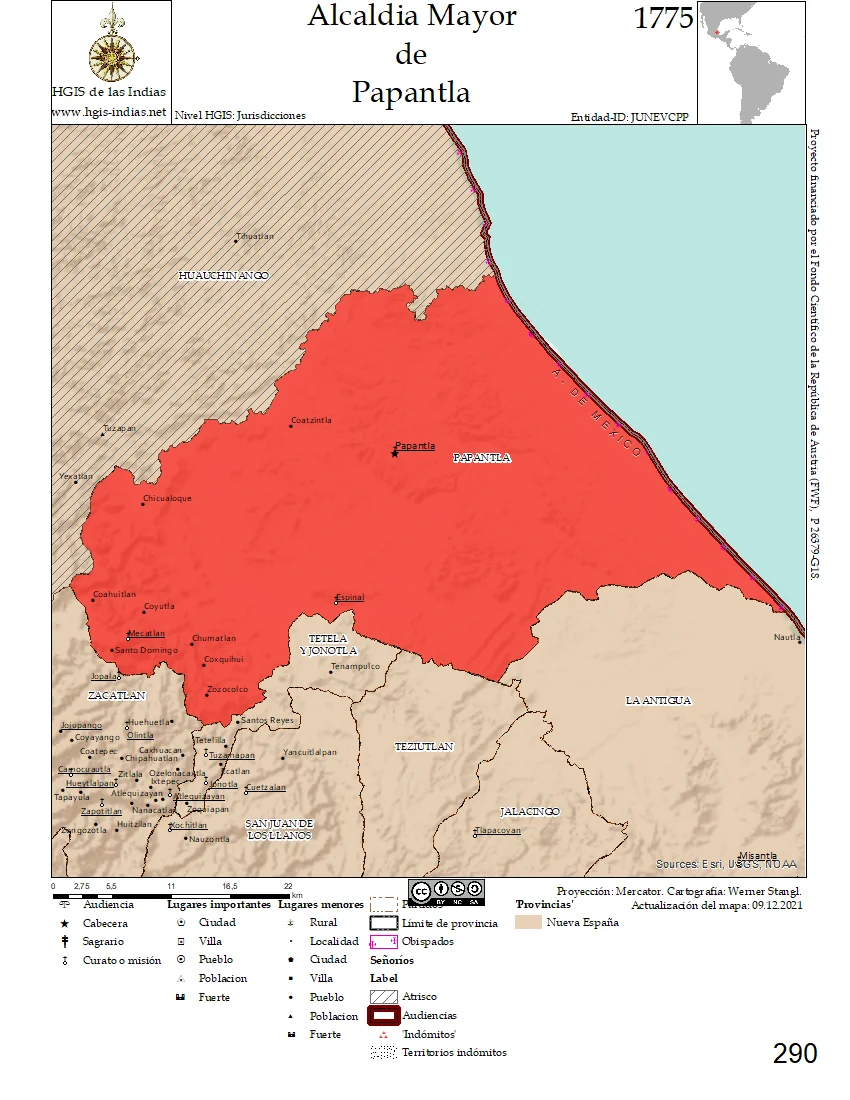 Alcaldia Mayor
de
Papantla
1775
HGIS de las Indias
www.hgis-indias.net
Nivel HGIS: Jurisdicciones
Entidad-ID: JUNEVCPP
Proyecto financiado por el Fondo Científico de la República de Austria (FWF), P 26379-G18.
Tihuatlan
HUAUCHINANGO
A. DE MEXICO
Coatzintla
Tuzapan
Papantla
PAPANTLA
Yexatlan
Chicualoque
Coahuitlan
Espinal
Coyutla
Mecatlan
Chumatlan
TETELA
Y JONOTLA
Nautla
Santo Domingo
Coxquihui
Tenampulco
Jopala
Zozocolco
ZACATLAN
LA ANTIGUA
Jojupango
Huehuetla
Santos Reyes
Coyayango
Olintla
Tetelilla
TEZIUTLAN
Coatepec
Caxhuacan
Tuzamapan
Yancuitlalpan
Chipahuatlan
Camocuautla
Zitlala
Ozelonacaxtla
Ecatlan
Hueytlalpan
Ixtepec
Jonotla
Cuetzalan
Tapayula
Atlequizayan
Atlequizayan
Zapotitlan
Nanacatlan
Zoquiapan
JALACINGO
Zongozotla
Huitzilan
Xochitlan
SAN JUAN DE
LOS LLANOS
Tlapacoyan
Nauzontla
Misantla
Sources: Esri, USGS, NOAA
0 2,75 5,5 11 16,5 22
km
CC BY NC SA
Proyección: Mercator. Cartografía: Werner Stangl.
Actualización del mapa: 09.12.2021
Audiencia
Cabecera
Sagrario
Curato o misión
Lugares importantes
Ciudad
Villa
Pueblo
Poblacion
Fuerte
Lugares menores
Rural
Localidad
Ciudad
Villa
Pueblo
Poblacion
Fuerte
Partidos
Límite de provincia
Obispados
Señoríos
Label
Atrisco
Audiencias
'Indómitos'
Territorios indómitos
'Provincias'
Nueva España
290